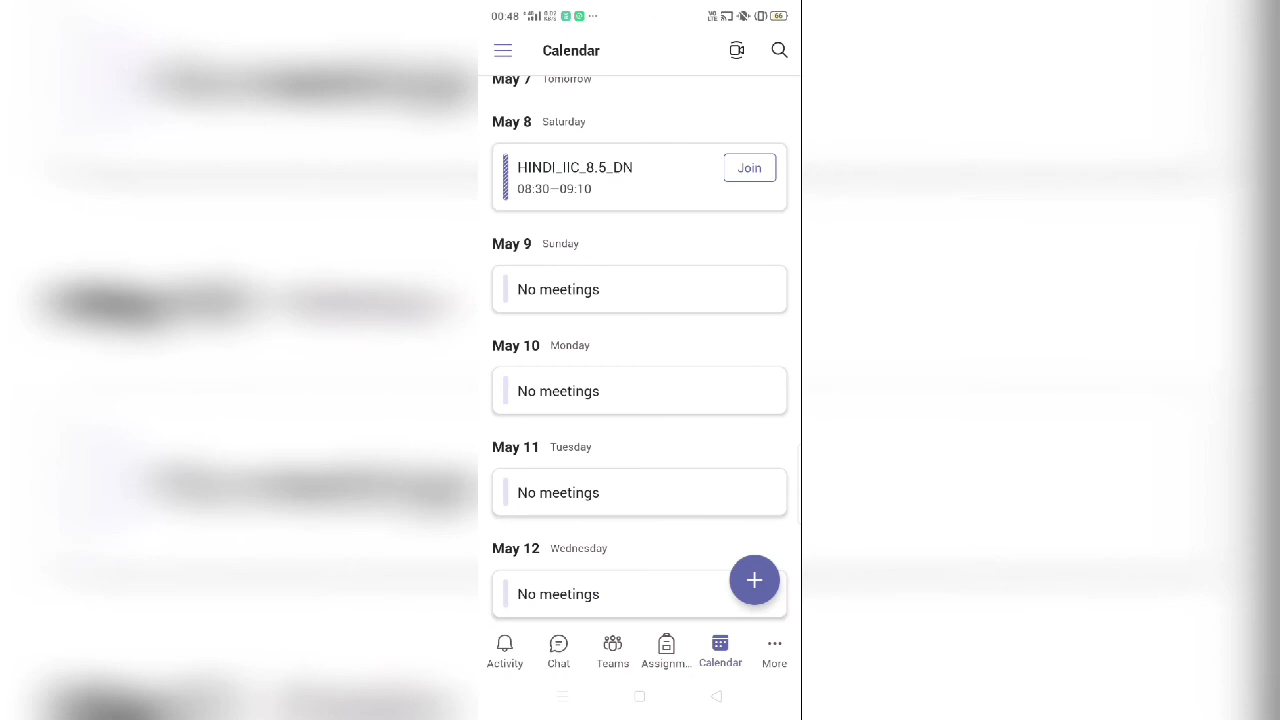 00:48 66
Calendar
May 7 Tomorrow
May 8 Saturday
HINDI_IIC_8.5_DN Join
08:30—09:10
May 9 Sunday
No meetings
May 10 Monday
No meetings
May 11 Tuesday
No meetings
May 12 Wednesday
No meetings
Activity Chat Teams Assignm... Calendar More